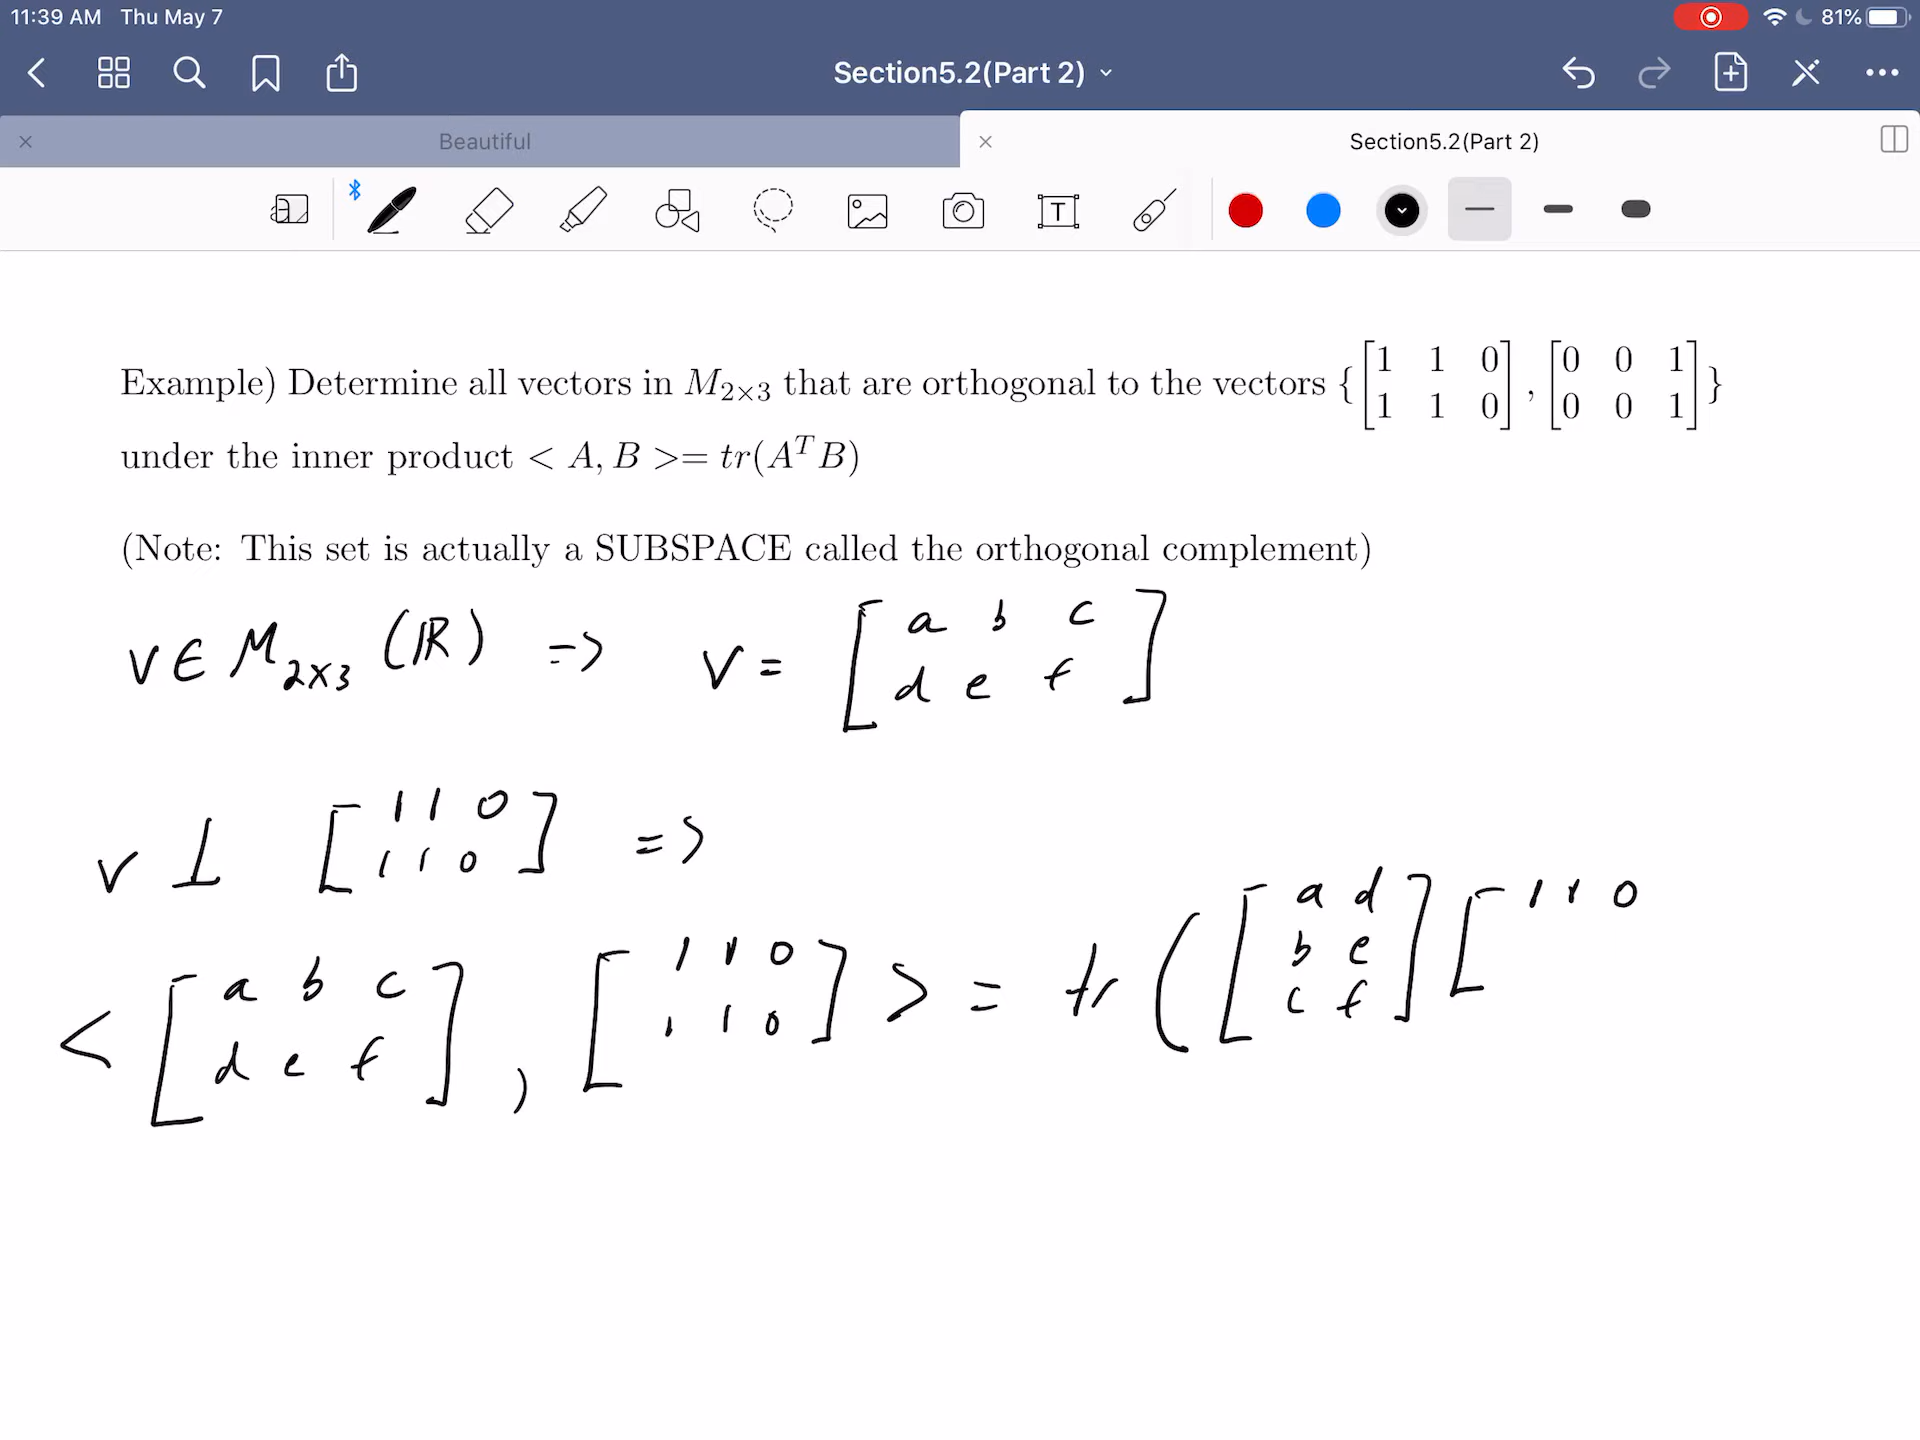 11:39 AM Thu May 7
81%
Section5.2(Part 2)
Beautiful
Section5.2(Part 2)
Example) Determine all vectors in M₂ₓ₃ that are orthogonal to the vectors {[1 1 0; 1 1 0], [0 0 1; 0 0 1]}
under the inner product < A, B >= tr(AᵀB)
(Note: This set is actually a SUBSPACE called the orthogonal complement)
v ∈ M₂ₓ₃ (ℝ) => v = [a b c; d e f]
v ⊥ [1 1 0; 1 1 0] =>
< [a b c; d e f], [1 1 0; 1 1 0] > = tr ( [a d; b e; c f] [1 1 0